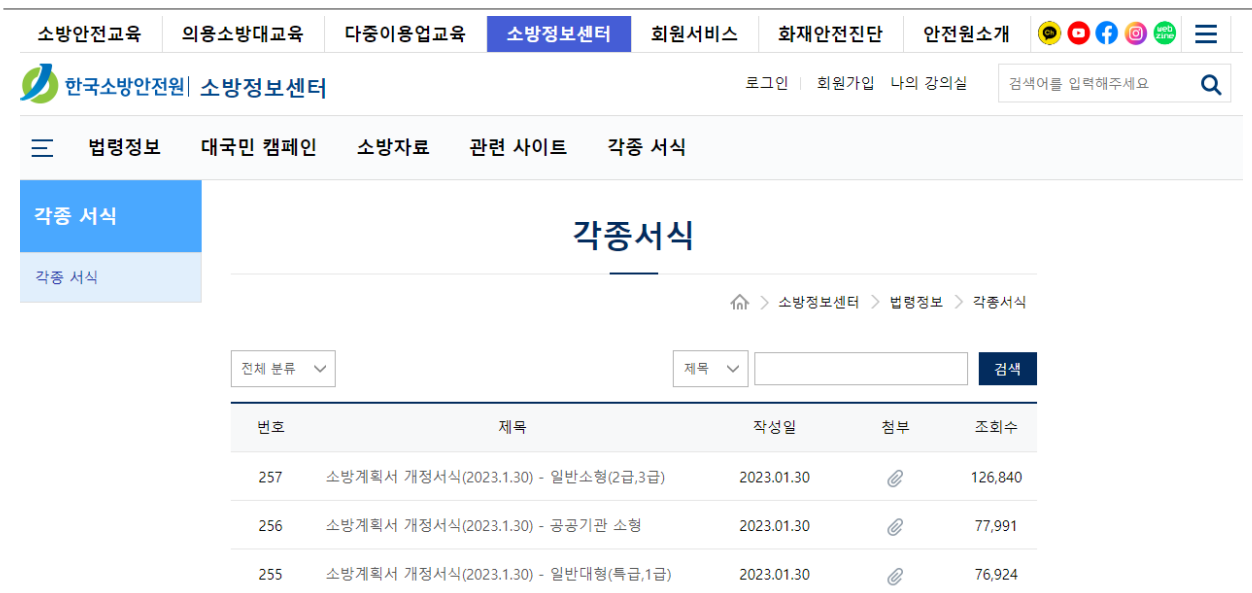 소방안전교육 의용소방대교육 다중이용업교육 소방정보센터 회원서비스 화재안전진단 안전원소개 web zine
한국소방안전원 소방정보센터 로그인 회원가입 나의 강의실 검색어를 입력해주세요
법령정보 대국민 캠페인 소방자료 관련 사이트 각종 서식
각종 서식
각종 서식
각종서식
소방정보센터 법령정보 각종서식
전체 분류 제목 검색
번호 제목 작성일 첨부 조회수
257 소방계획서 개정서식(2023.1.30) - 일반소형(2급,3급) 2023.01.30 126,840
256 소방계획서 개정서식(2023.1.30) - 공공기관 소형 2023.01.30 77,991
255 소방계획서 개정서식(2023.1.30) - 일반대형(특급,1급) 2023.01.30 76,924